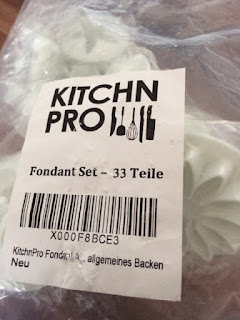 KITCHN
PRO
Fondant Set – 33 Teile
X000F8BCE3
KitchnPro Fondant allgemeines Backen
Neu